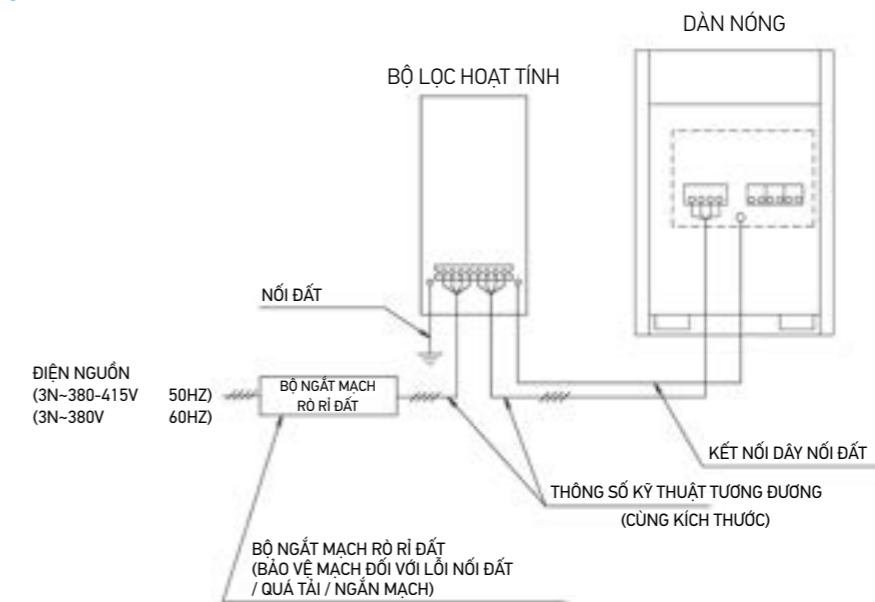 DÀN NÓNG
BỘ LỌC HOẠT TÍNH
NỐI ĐẤT
ĐIỆN NGUỒN
(3N~380-415V 50HZ)
(3N~380V 60HZ)
BỘ NGẮT MẠCH
RÒ RỈ ĐẤT
KẾT NỐI DÂY NỐI ĐẤT
THÔNG SỐ KỸ THUẬT TƯƠNG ĐƯƠNG
(CÙNG KÍCH THƯỚC)
BỘ NGẮT MẠCH RÒ RỈ ĐẤT
(BẢO VỆ MẠCH ĐỐI VỚI LỖI NỐI ĐẤT
/ QUÁ TẢI / NGẮN MẠCH)